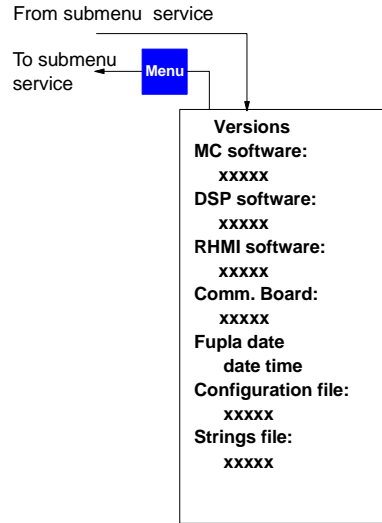 From submenu service
To submenu
service
Menu
Versions
MC software:
xxxxx
DSP software:
xxxxx
RHMI software:
xxxxx
Comm. Board:
xxxxx
Fupla date
date time
Configuration file:
xxxxx
Strings file:
xxxxx